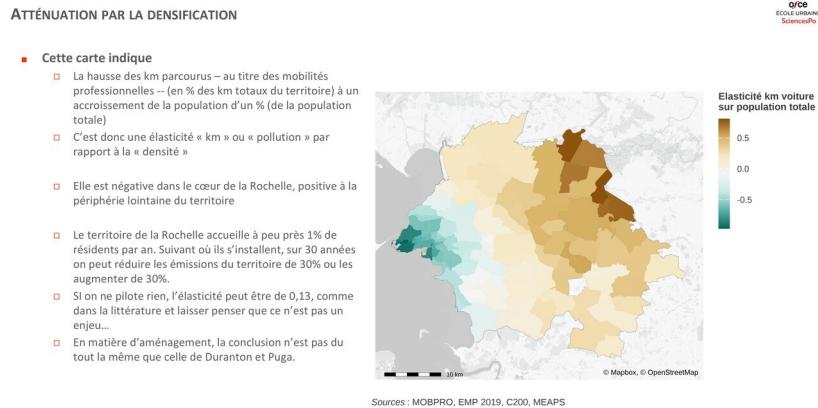 ATTÉNUATION PAR LA DENSIFICATION
ofce
ÉCOLE URBAINE
SciencesPo
Cette carte indique
La hausse des km parcourus – au titre des mobilités
professionnelles -- (en % des km totaux du territoire) à un
accroissement de la population d'un % (de la population
totale)
C'est donc une élasticité « km » ou « pollution » par
rapport à la « densité »
Elle est négative dans le cœur de la Rochelle, positive à la
périphérie lointaine du territoire
Le territoire de la Rochelle accueille à peu près 1% de
résidents par an. Suivant où ils s'installent, sur 30 années
on peut réduire les émissions du territoire de 30% ou les
augmenter de 30%.
SI on ne pilote rien, l'élasticité peut être de 0,13, comme
dans la littérature et laisser penser que ce n'est pas un
enjeu…
En matière d'aménagement, la conclusion n'est pas du
tout la même que celle de Duranton et Puga.
Elasticité km voiture
sur population totale
0.5
0.0
-0.5
10 km
© Mapbox, © OpenStreetMap
Sources : MOBPRO, EMP 2019, C200, MEAPS